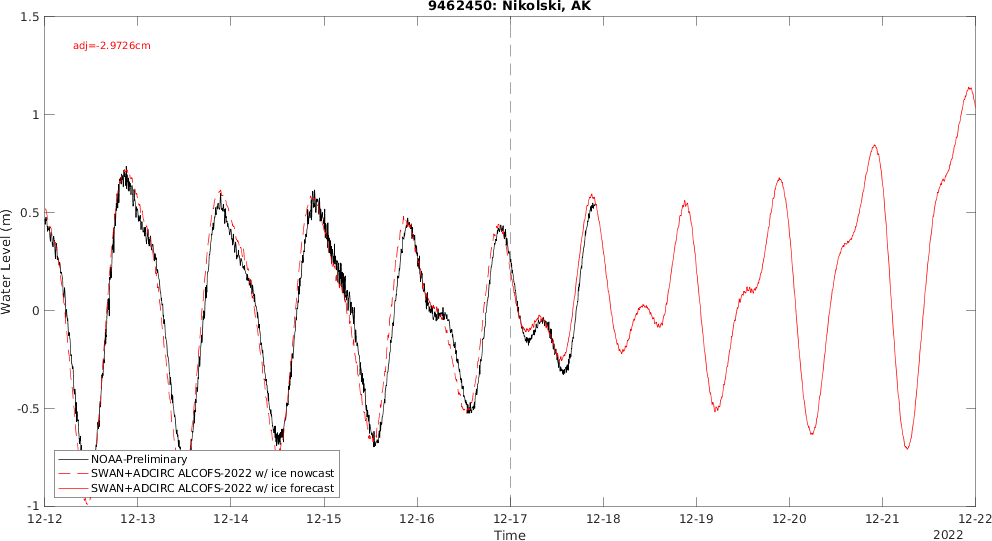 9462450: Nikolski, AK
adj=-2.9726cm
1.5
1
0.5
0
-0.5
-1
Water Level (m)
NOAA-Preliminary
SWAN+ADCIRC ALCOFS-2022 w/ ice nowcast
SWAN+ADCIRC ALCOFS-2022 w/ ice forecast
12-12 12-13 12-14 12-15 12-16 12-17 12-18 12-19 12-20 12-21 12-22
Time
2022